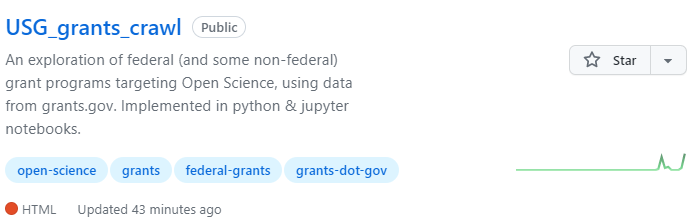 USG_grants_crawl Public
An exploration of federal (and some non-federal)
grant programs targeting Open Science, using data
from grants.gov. Implemented in python & jupyter
notebooks.
Star
open-science grants federal-grants grants-dot-gov
HTML Updated 43 minutes ago